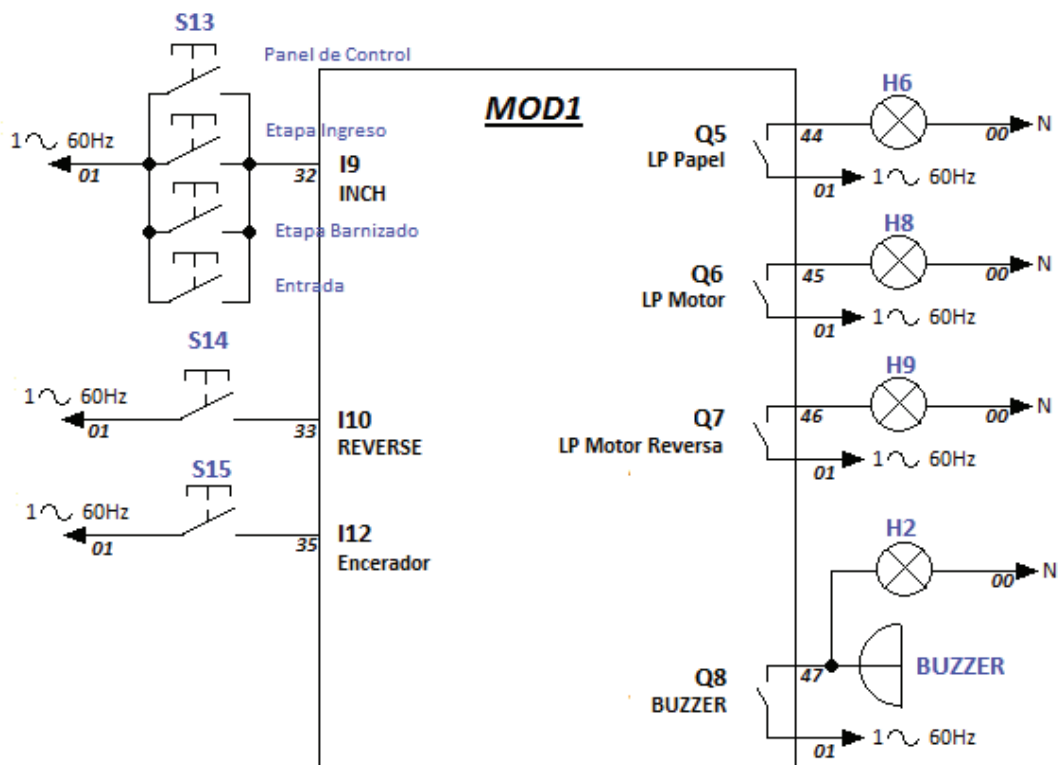 S13
Panel de Control
MOD1
Etapa Ingreso
1 60Hz
01
32
I9
INCH
Etapa Barnizado
Entrada
S14
1 60Hz
01
33
I10
REVERSE
S15
1 60Hz
01
35
I12
Encerador
H6
Q5
44
00
N
LP Papel
01
1 60Hz
H8
Q6
45
00
N
LP Motor
01
1 60Hz
H9
Q7
46
00
N
LP Motor Reversa
01
1 60Hz
H2
00
N
Q8
47
BUZZER
BUZZER
01
1 60Hz